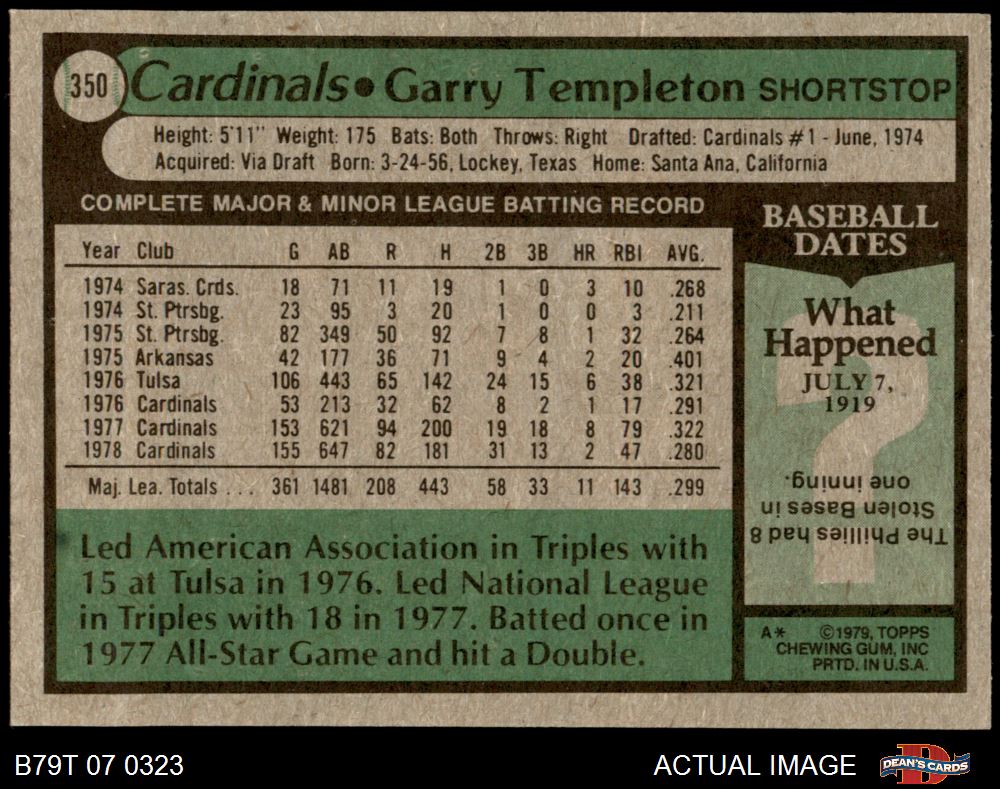 350 Cardinals • Garry Templeton SHORTSTOP
Height: 5'11" Weight: 175 Bats: Both Throws: Right Drafted: Cardinals #1 - June, 1974
Acquired: Via Draft Born: 3-24-56, Lockey, Texas Home: Santa Ana, California
COMPLETE MAJOR & MINOR LEAGUE BATTING RECORD
Year Club G AB R H 2B 3B HR RBI AVG.
1974 Saras. Crds. 18 71 11 19 1 0 3 10 .268
1974 St. Ptrsbg. 23 95 3 20 1 0 0 3 .211
1975 St. Ptrsbg. 82 349 50 92 7 8 1 32 .264
1975 Arkansas 42 177 36 71 9 4 2 20 .401
1976 Tulsa 106 443 65 142 24 15 6 38 .321
1976 Cardinals 53 213 32 62 8 2 1 17 .291
1977 Cardinals 153 621 94 200 19 18 8 79 .322
1978 Cardinals 155 647 82 181 31 13 2 47 .280
Maj. Lea. Totals . . . 361 1481 208 443 58 33 11 143 .299
Led American Association in Triples with
15 at Tulsa in 1976. Led National League
in Triples with 18 in 1977. Batted once in
1977 All-Star Game and hit a Double.
BASEBALL
DATES
?
What
Happened
JULY 7,
1919
The Phillies had 8
Stolen Bases in
one inning.
A* ©1979, TOPPS
CHEWING GUM, INC
PRTD. IN U.S.A.
B79T 07 0323
ACTUAL IMAGE
D
DEAN'S CARDS